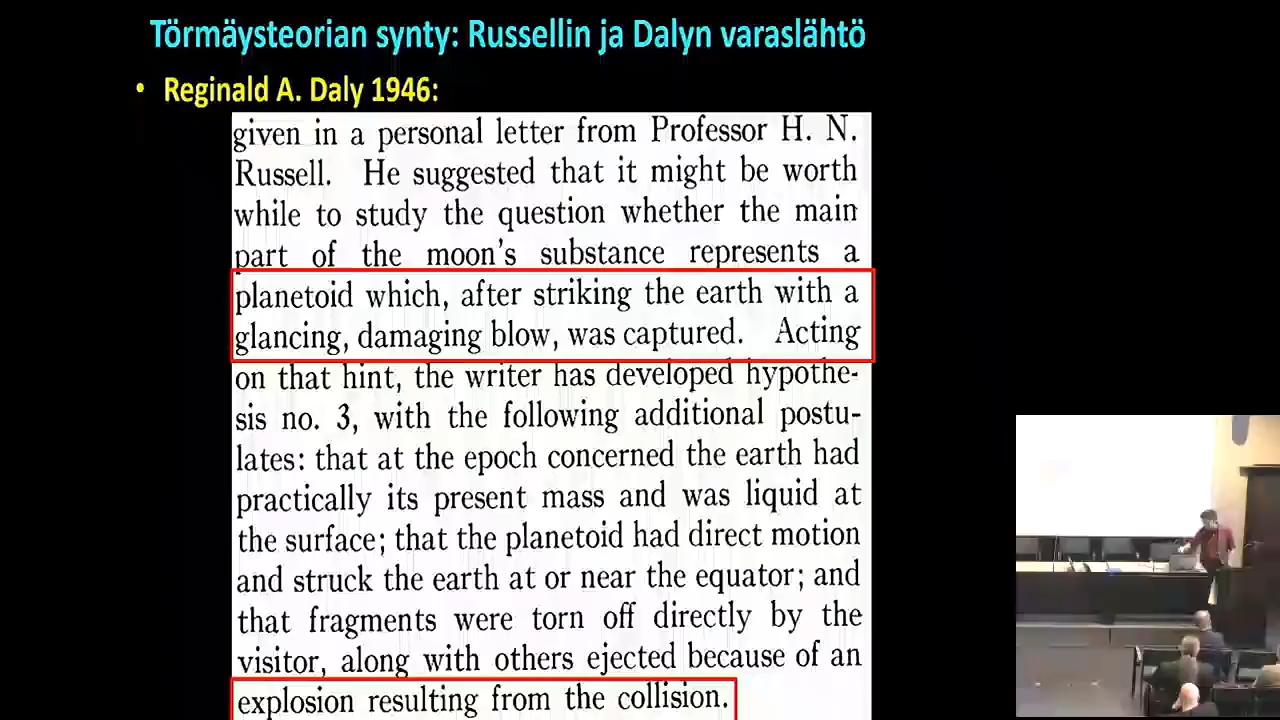 Törmäysteorian synty: Russellin ja Dalyn varaslähtö
• Reginald A. Daly 1946:
given in a personal letter from Professor H. N.
Russell. He suggested that it might be worth
while to study the question whether the main
part of the moon's substance represents a
planetoid which, after striking the earth with a
glancing, damaging blow, was captured. Acting
on that hint, the writer has developed hypothe-
sis no. 3, with the following additional postu-
lates: that at the epoch concerned the earth had
practically its present mass and was liquid at
the surface; that the planetoid had direct motion
and struck the earth at or near the equator; and
that fragments were torn off directly by the
visitor, along with others ejected because of an
explosion resulting from the collision.